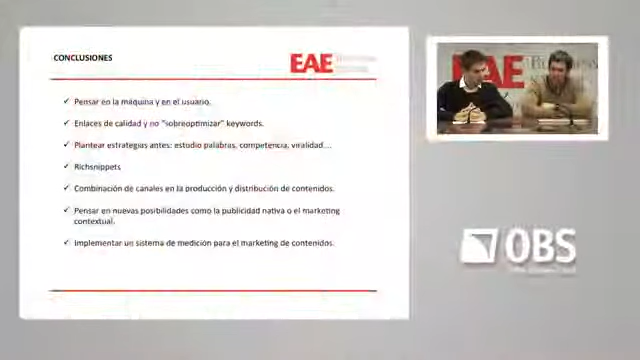 CONCLUSIONES
EAE
✓ Pensar en la máquina y en el usuario.
✓ Enlaces de calidad y no "sobreoptimizar" keywords.
✓ Plantear estrategias antes: estudio palabras, competencia, viralidad…
✓ Richsnippets
✓ Combinación de canales en la producción y distribución de contenidos.
✓ Pensar en nuevas posibilidades como la publicidad nativa o el marketing
contextual.
✓ Implementar un sistema de medición para el marketing de contenidos.
EAE Business
OBS